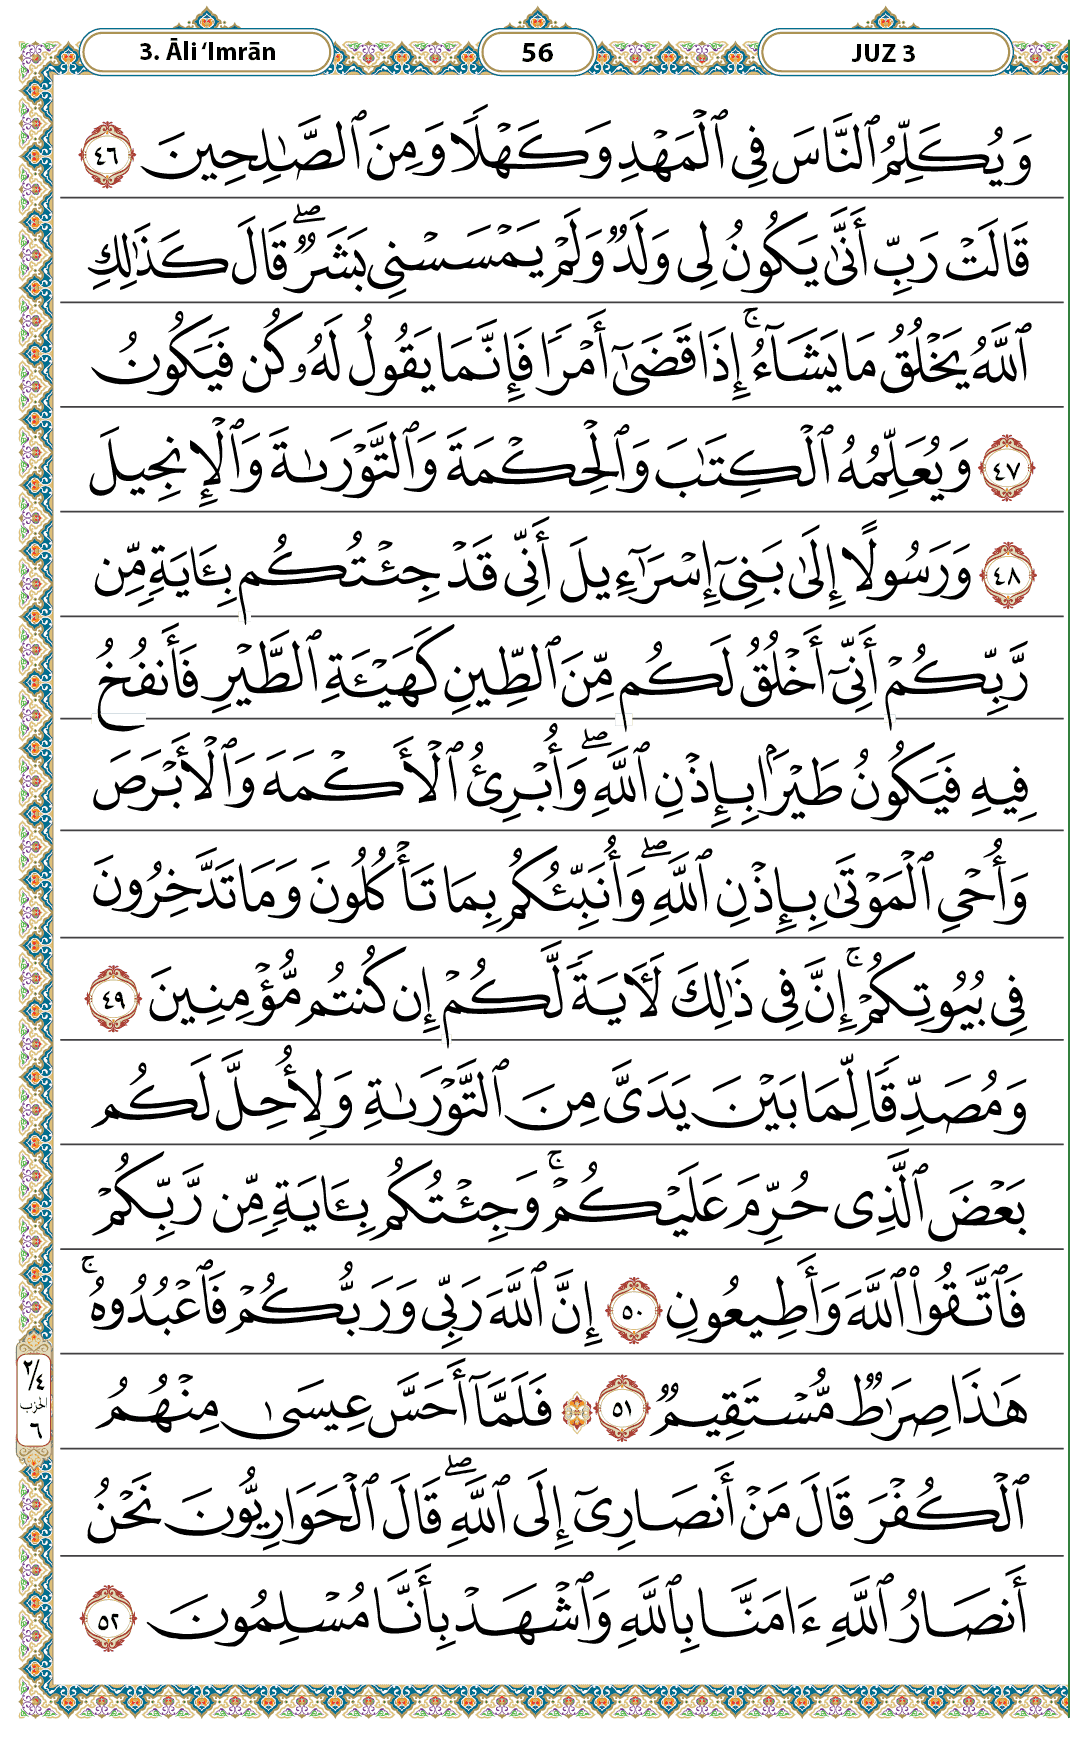 3. Āli ‘Imrān 56 JUZ 3
وَيُكَلِّمُ ٱلنَّاسَ فِى ٱلْمَهْدِ وَكَهْلًا وَمِنَ ٱلصَّـٰلِحِينَ ٤٦
قَالَتْ رَبِّ أَنَّىٰ يَكُونُ لِى وَلَدٌ وَلَمْ يَمْسَسْنِى بَشَرٌ ۖ قَالَ كَذَٰلِكِ
ٱللَّهُ يَخْلُقُ مَا يَشَآءُ ۚ إِذَا قَضَىٰٓ أَمْرًا فَإِنَّمَا يَقُولُ لَهُۥ كُن فَيَكُونُ
٤٧ وَيُعَلِّمُهُ ٱلْكِتَـٰبَ وَٱلْحِكْمَةَ وَٱلتَّوْرَىٰةَ وَٱلْإِنجِيلَ
٤٨ وَرَسُولًا إِلَىٰ بَنِىٓ إِسْرَٰٓءِيلَ أَنِّى قَدْ جِئْتُكُم بِـَٔايَةٍ مِّن
رَّبِّكُمْ أَنِّىٓ أَخْلُقُ لَكُم مِّنَ ٱلطِّينِ كَهَيْـَٔةِ ٱلطَّيْرِ فَأَنفُخُ
فِيهِ فَيَكُونُ طَيْرًۢا بِإِذْنِ ٱللَّهِ ۖ وَأُبْرِئُ ٱلْأَكْمَهَ وَٱلْأَبْرَصَ
وَأُحْىِ ٱلْمَوْتَىٰ بِإِذْنِ ٱللَّهِ ۖ وَأُنَبِّئُكُم بِمَا تَأْكُلُونَ وَمَا تَدَّخِرُونَ
فِى بُيُوتِكُمْ ۚ إِنَّ فِى ذَٰلِكَ لَـَٔايَةً لَّكُمْ إِن كُنتُم مُّؤْمِنِينَ ٤٩
وَمُصَدِّقًا لِّمَا بَيْنَ يَدَىَّ مِنَ ٱلتَّوْرَىٰةِ وَلِأُحِلَّ لَكُم
بَعْضَ ٱلَّذِى حُرِّمَ عَلَيْكُمْ ۚ وَجِئْتُكُم بِـَٔايَةٍ مِّن رَّبِّكُمْ
فَٱتَّقُوا۟ ٱللَّهَ وَأَطِيعُونِ ٥٠ إِنَّ ٱللَّهَ رَبِّى وَرَبُّكُمْ فَٱعْبُدُوهُ ۚ
هَـٰذَا صِرَٰطٌ مُّسْتَقِيمٌ ٥١ ۞ فَلَمَّآ أَحَسَّ عِيسَىٰ مِنْهُمُ
ٱلْكُفْرَ قَالَ مَنْ أَنصَارِىٓ إِلَى ٱللَّهِ ۖ قَالَ ٱلْحَوَارِيُّونَ نَحْنُ
أَنصَارُ ٱللَّهِ ءَامَنَّا بِٱللَّهِ وَٱشْهَدْ بِأَنَّا مُسْلِمُونَ ٥٢
٢/٤
الحزب
٦